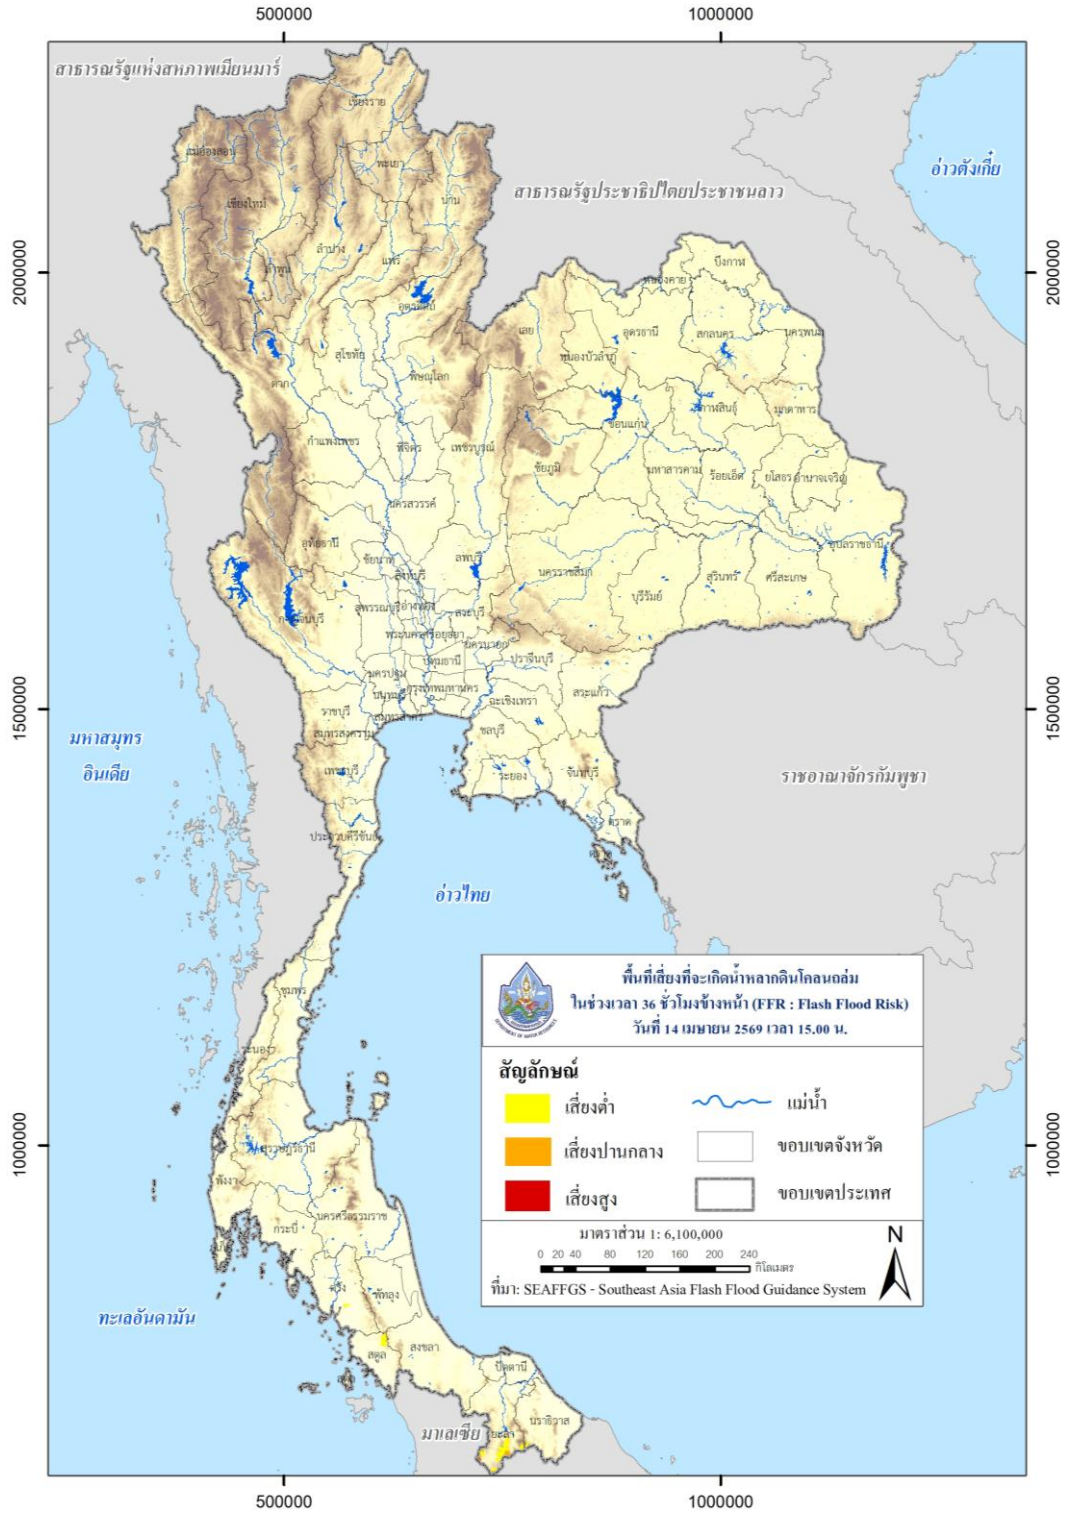 500000
1000000
สาธารณรัฐแห่งสหภาพเมียนมาร์
เชียงราย
แม่ฮ่องสอน
พะเยา
อ่าวตังเกี๋ย
สาธารณรัฐประชาธิปไตยประชาชนลาว
เชียงใหม่
น่าน
ลำปาง
แพร่
ลำพูน
บึงกาฬ
2000000
2000000
หนองคาย
อุตรดิตถ์
เลย
อุดรธานี
สกลนคร
นครพนม
สุโขทัย
หนองบัวลำภู
พิษณุโลก
ตาก
กาฬสินธุ์
มุกดาหาร
ขอนแก่น
กำแพงเพชร
พิจิตร
เพชรบูรณ์
ชัยภูมิ
มหาสารคาม
ร้อยเอ็ด
ยโสธร
อำนาจเจริญ
นครสวรรค์
อุทัยธานี
อุบลราชธานี
ชัยนาท
ลพบุรี
สิงห์บุรี
นครราชสีมา
สุรินทร์
ศรีสะเกษ
บุรีรัมย์
สุพรรณบุรี
อ่างทอง
สระบุรี
กาญจนบุรี
พระนครศรีอยุธยา
นครนายก
ปทุมธานี
ปราจีนบุรี
นครปฐม
นนทบุรี
กรุงเทพมหานคร
สระแก้ว
ฉะเชิงเทรา
1500000
1500000
ราชบุรี
สมุทรสาคร
สมุทรสงคราม
ชลบุรี
มหาสมุทร
อินเดีย
เพชรบุรี
ระยอง
จันทบุรี
ราชอาณาจักรกัมพูชา
ตราด
ประจวบคีรีขันธ์
อ่าวไทย
พื้นที่เสี่ยงที่จะเกิดน้ำหลากดินโคลนถล่ม
ในช่วงเวลา 36 ชั่วโมงข้างหน้า (FFR : Flash Flood Risk)
วันที่ 14 เมษายน 2569 เวลา 15.00 น.
DEPARTMENT OF WATER RESOURCES
สัญลักษณ์
เสี่ยงต่ำ
แม่น้ำ
เสี่ยงปานกลาง
ขอบเขตจังหวัด
เสี่ยงสูง
ขอบเขตประเทศ
มาตราส่วน 1: 6,100,000
N
0 20 40 80 120 160 200 240
กิโลเมตร
ที่มา: SEAFFGS - Southeast Asia Flash Flood Guidance System
ชุมพร
ระนอง
1000000
1000000
สุราษฎร์ธานี
พังงา
นครศรีธรรมราช
กระบี่
ภูเก็ต
ตรัง
พัทลุง
ทะเลอันดามัน
สตูล
สงขลา
ปัตตานี
นราธิวาส
ยะลา
มาเลเซีย
500000
1000000